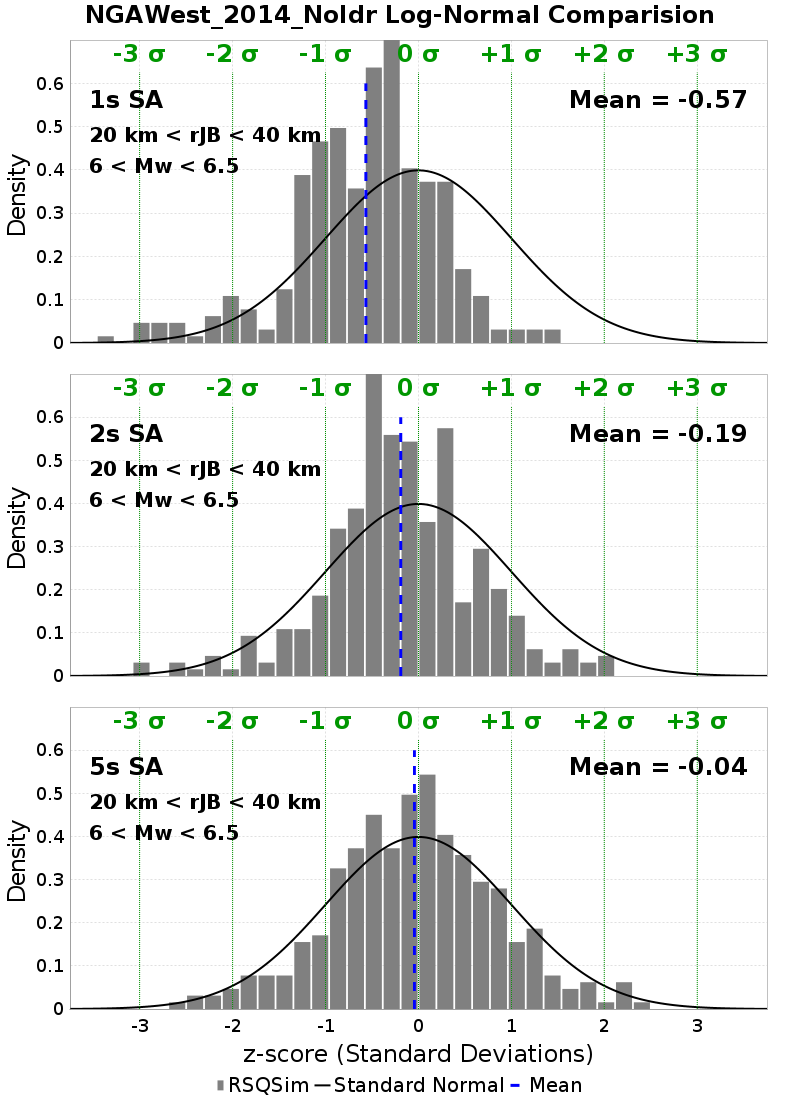 NGAWest_2014_NoIdr Log-Normal Comparision
-3 σ -2 σ -1 σ 0 σ +1 σ +2 σ +3 σ
1s SA
Mean = -0.57
20 km < rJB < 40 km
6 < Mw < 6.5
Density
0.6
0.5
0.4
0.3
0.2
0.1
0
-3 σ -2 σ -1 σ 0 σ +1 σ +2 σ +3 σ
2s SA
Mean = -0.19
20 km < rJB < 40 km
6 < Mw < 6.5
Density
0.6
0.5
0.4
0.3
0.2
0.1
0
-3 σ -2 σ -1 σ 0 σ +1 σ +2 σ +3 σ
5s SA
Mean = -0.04
20 km < rJB < 40 km
6 < Mw < 6.5
Density
0.6
0.5
0.4
0.3
0.2
0.1
0
-3 -2 -1 0 1 2 3
z-score (Standard Deviations)
RSQSim Standard Normal Mean